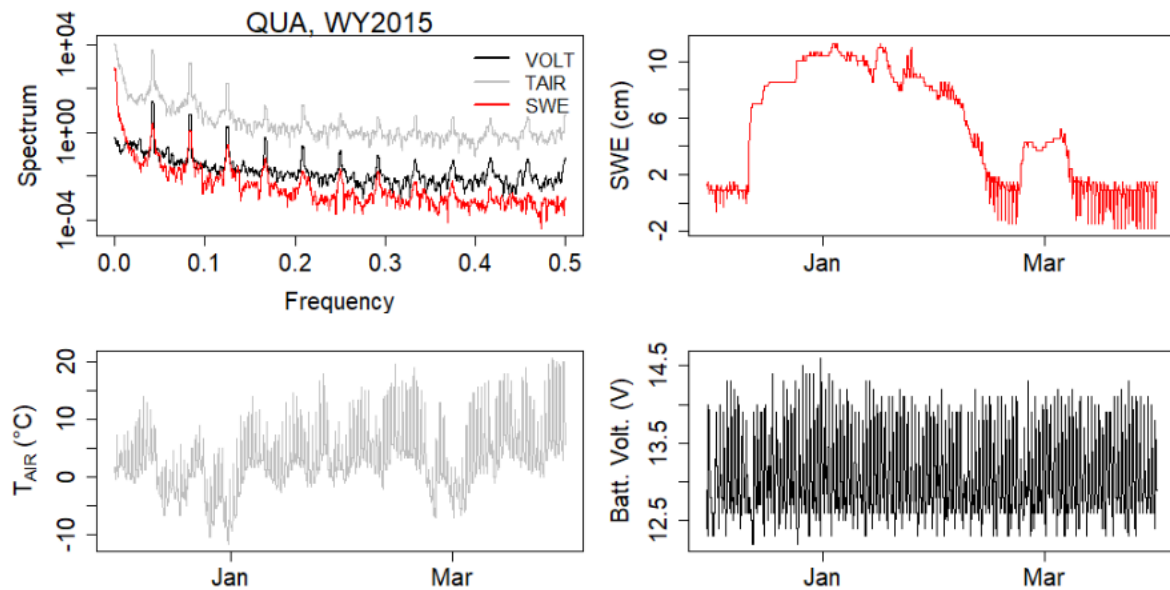 QUA, WY2015
Spectrum
1e+04
1e+00
1e-04
VOLT
TAIR
SWE
0.0 0.1 0.2 0.3 0.4 0.5
Frequency
SWE (cm)
10
6
2
-2
Jan Mar
T_AIR (°C)
20
10
0
-10
Jan Mar
Batt. Volt. (V)
14.5
13.5
12.5
Jan Mar